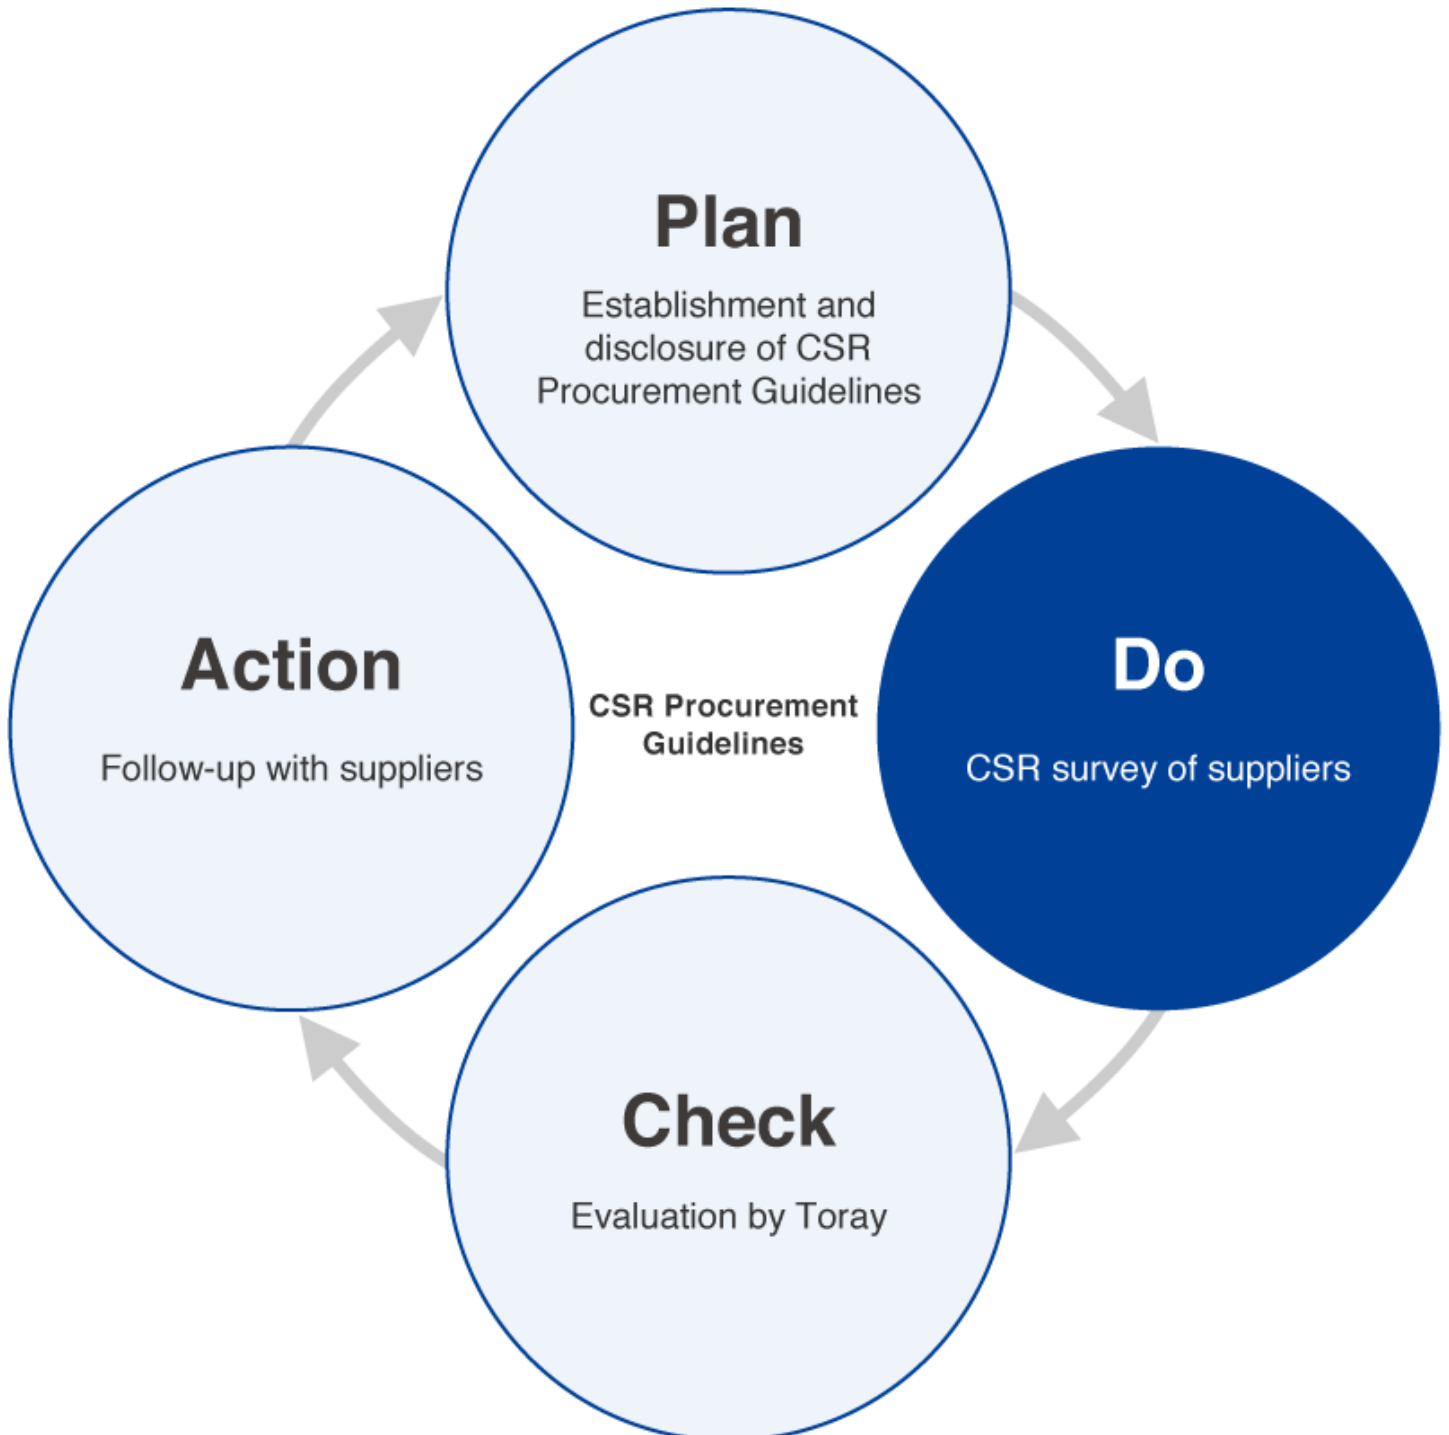 Plan
Establishment and
disclosure of CSR
Procurement Guidelines
Action
Follow-up with suppliers
CSR Procurement
Guidelines
Do
CSR survey of suppliers
Check
Evaluation by Toray